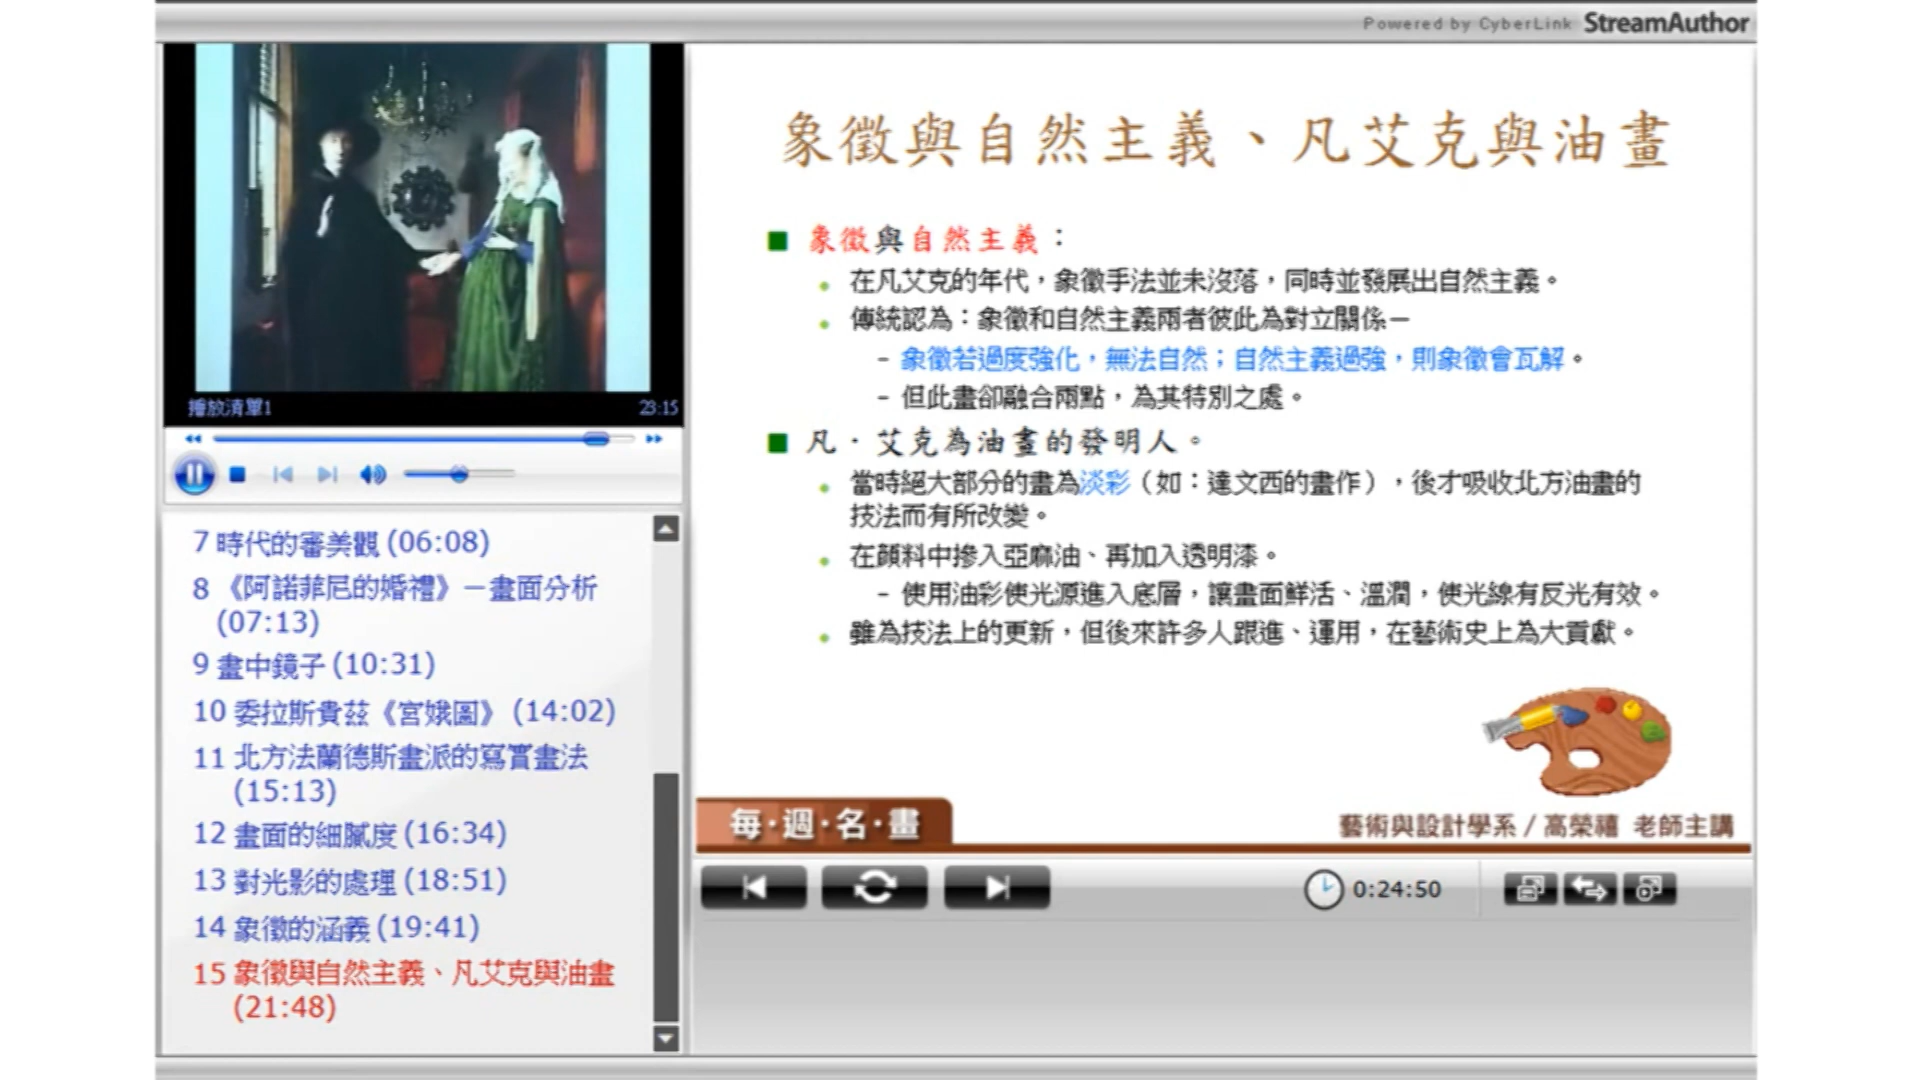 Powered by CyberLink StreamAuthor
播放清單1
23:15
7 時代的審美觀 (06:08)
8 《阿諾菲尼的婚禮》－畫面分析
(07:13)
9 畫中鏡子 (10:31)
10 委拉斯貴茲《宮娥圖》 (14:02)
11 北方法蘭德斯畫派的寫實畫法
(15:13)
12 畫面的細膩度 (16:34)
13 對光影的處理 (18:51)
14 象徵的涵義 (19:41)
15 象徵與自然主義、凡艾克與油畫
(21:48)
象徵與自然主義、凡艾克與油畫
■ 象徵與自然主義：
• 在凡艾克的年代，象徵手法並未沒落，同時並發展出自然主義。
• 傳統認為：象徵和自然主義兩者彼此為對立關係－
– 象徵若過度強化，無法自然；自然主義過強，則象徵會瓦解。
– 但此畫卻融合兩點，為其特別之處。
■ 凡‧艾克為油畫的發明人。
• 當時絕大部分的畫為淡彩（如：達文西的畫作），後才吸收北方油畫的
技法而有所改變。
• 在顏料中摻入亞麻油、再加入透明漆。
– 使用油彩使光源進入底層，讓畫面鮮活、溫潤，使光線有反光有效。
• 雖為技法上的更新，但後來許多人跟進、運用，在藝術史上為大貢獻。
每‧週‧名‧畫
藝術與設計學系 / 高榮禧 老師主講
0:24:50